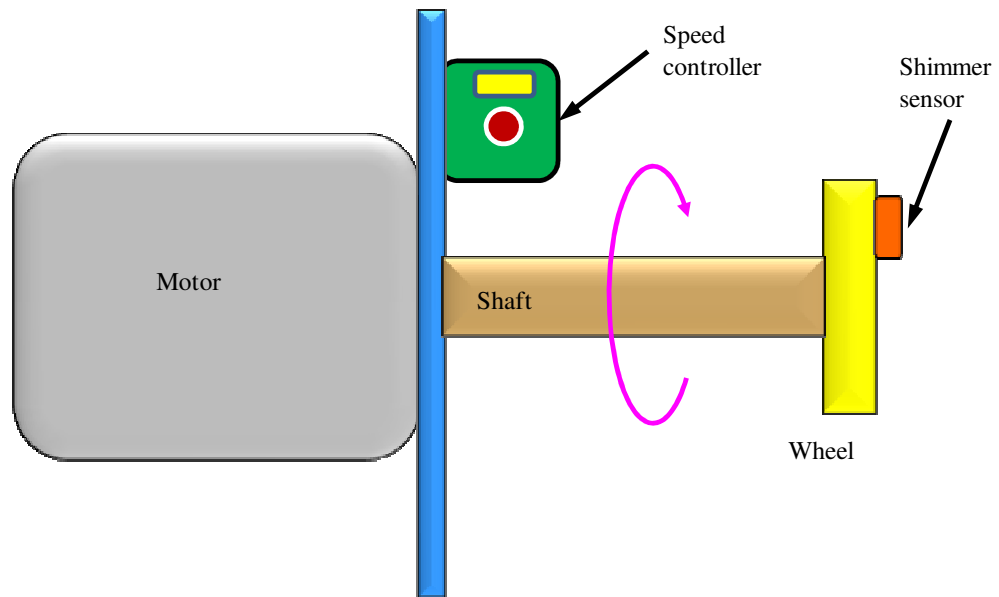 Speed
controller
Shimmer
sensor
Motor
Shaft
Wheel